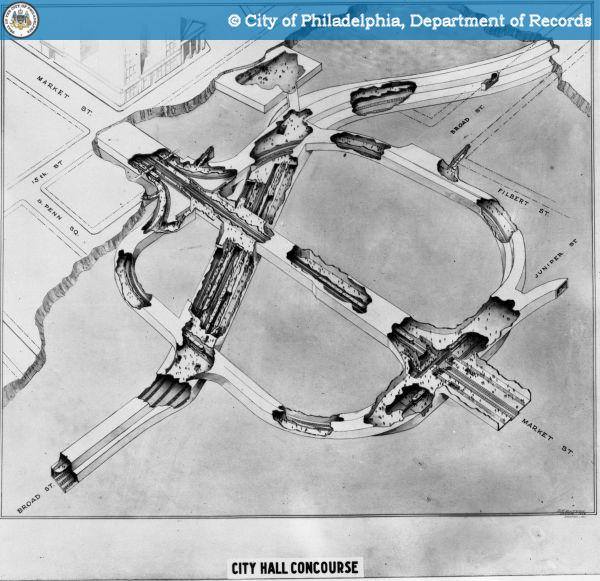 © City of Philadelphia, Department of Records
MARKET ST.
BROAD ST.
15th ST
FILBERT ST.
S. PENN SQ.
JUNIPER ST.
MARKET ST.
BROAD ST.
CITY HALL CONCOURSE